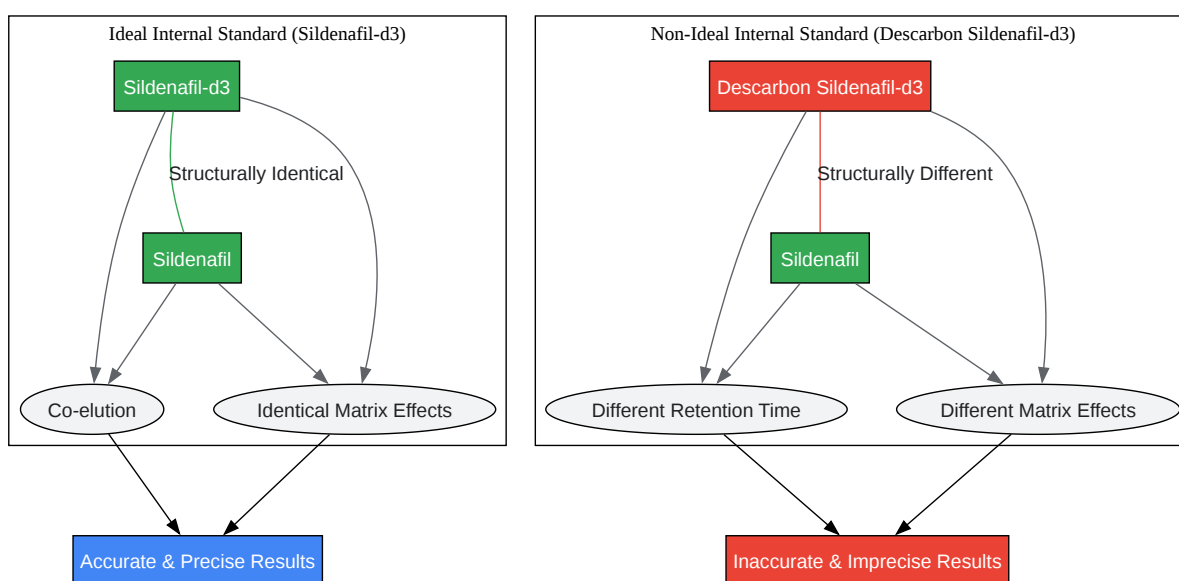 Ideal Internal Standard (Sildenafil-d3)
Sildenafil-d3
Structurally Identical
Sildenafil
Co-elution
Identical Matrix Effects
Accurate & Precise Results
Non-Ideal Internal Standard (Descarbon Sildenafil-d3)
Descarbon Sildenafil-d3
Structurally Different
Sildenafil
Different Retention Time
Different Matrix Effects
Inaccurate & Imprecise Results